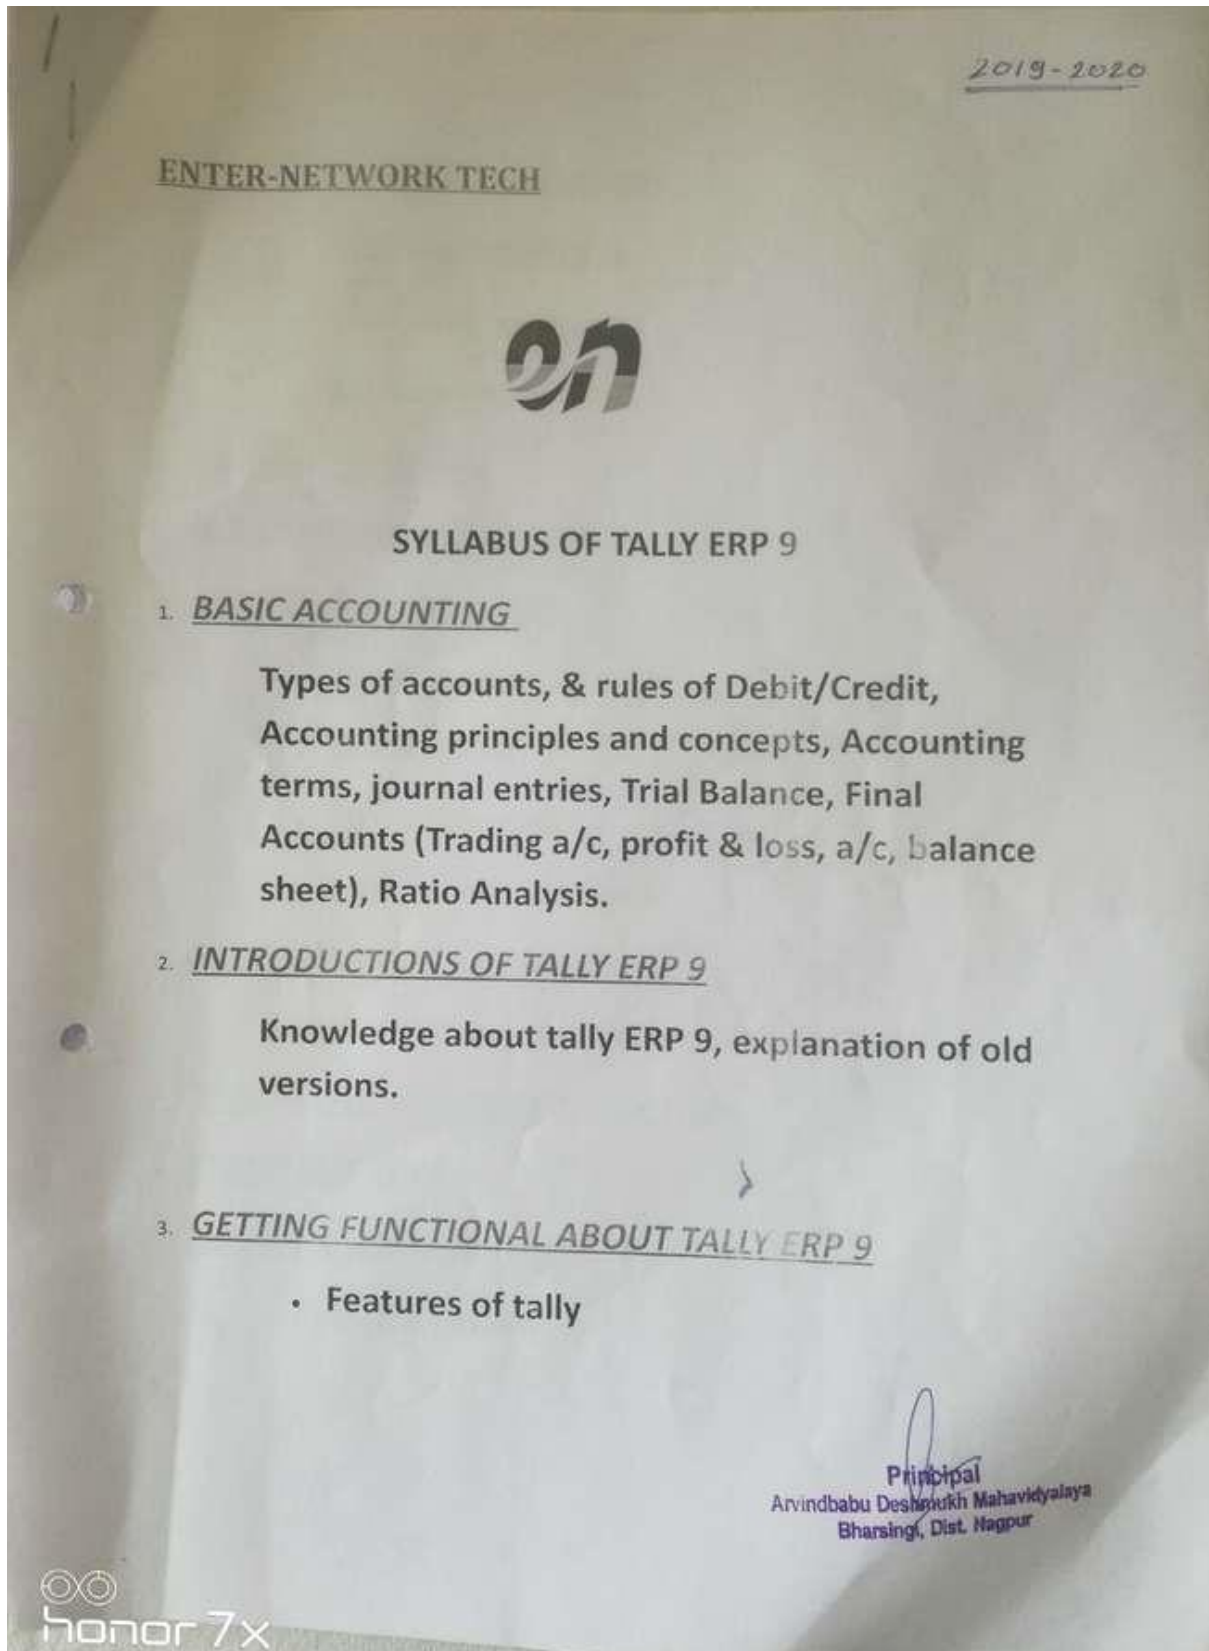 2019-2020
ENTER-NETWORK TECH
en
SYLLABUS OF TALLY ERP 9
1. BASIC ACCOUNTING
Types of accounts, & rules of Debit/Credit,
Accounting principles and concepts, Accounting
terms, journal entries, Trial Balance, Final
Accounts (Trading a/c, profit & loss, a/c, balance
sheet), Ratio Analysis.
2. INTRODUCTIONS OF TALLY ERP 9
Knowledge about tally ERP 9, explanation of old
versions.
3. GETTING FUNCTIONAL ABOUT TALLY ERP 9
• Features of tally
Principal
Arvindbabu Deshmukh Mahavidyalaya
Bharsingi, Dist. Nagpur
honor 7x